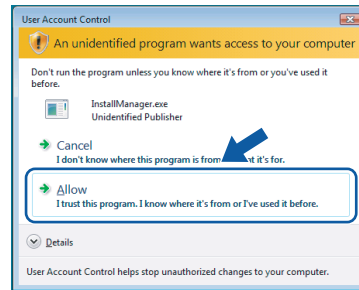 User Account Control
An unidentified program wants access to your computer
Don't run the program unless you know where it's from or you've used it
before.
InstallManager.exe
Unidentified Publisher
Cancel
I don't know where this program is from it's for.
Allow
I trust this program. I know where it's from or I've used it before.
Details
User Account Control helps stop unauthorized changes to your computer.